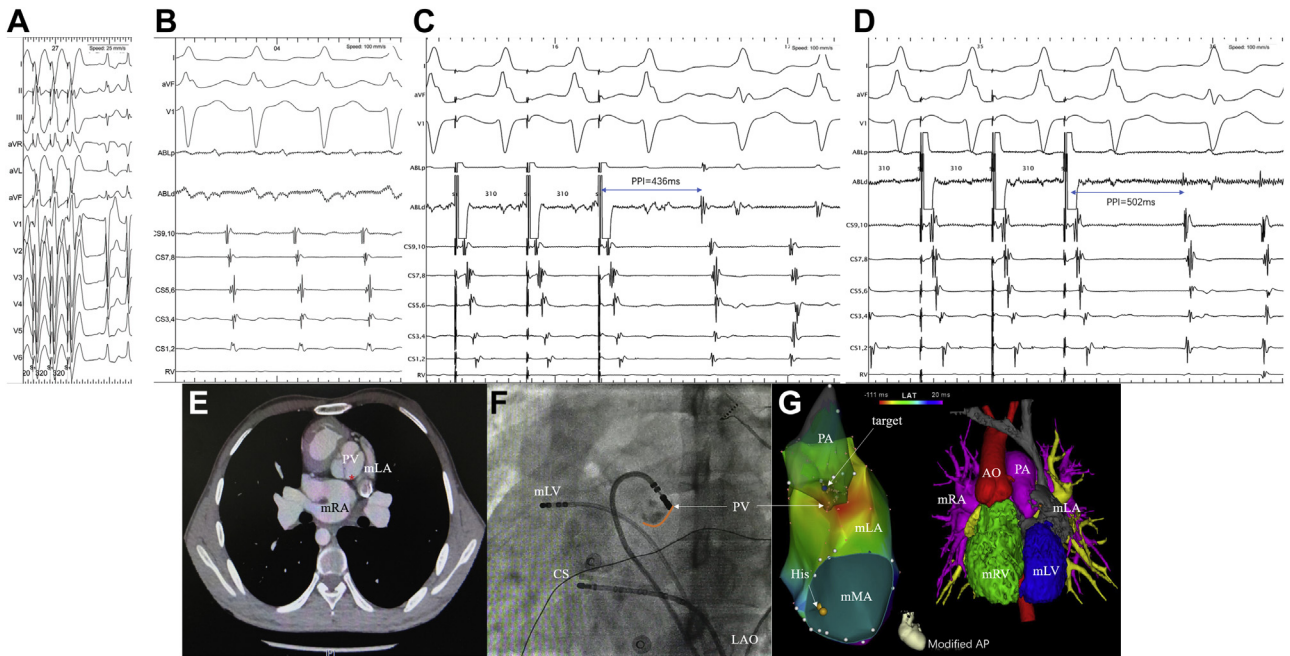 A
27
Speed: 25 mm/s
I
II
III
aVR
aVL
aVF
V1
V2
V3
V4
V5
V6
20 320 320
B
04
Speed: 100 mm/s
I
aVF
V1
ABLp
ABLd
CS9,10
CS7,8
CS5,6
CS3,4
CS1,2
RV
C
16
Speed: 100 mm/s
I
aVF
V1
ABLp
PPI=436ms
S 310 S 310 S
ABLd
CS9,10
CS7,8
CS5,6
CS3,4
CS1,2
RV
D
35
36
Speed: 100 mm/s
I
aVF
V1
ABLp
310 S 310 S 310 S
ABLd
PPI=502ms
CS9,10
CS7,8
CS5,6
CS3,4
CS1,2
RV
E
PV
mLA
mRA
[P]
F
mLV
PV
CS
LAO
G
-111 ms LAT 20 ms
target
PA
mLA
His
mMA
Modified AP
AO
PA
mRA
mLA
mRV
mLV